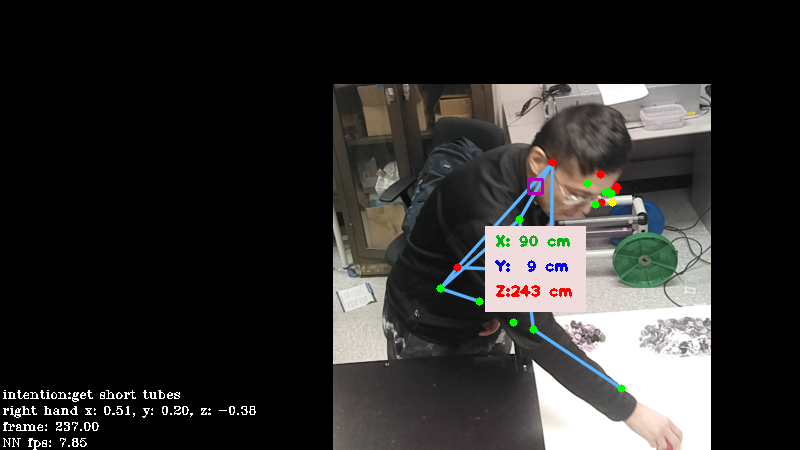 X: 90 cm
Y: 9 cm
Z:243 cm
intention:get short tubes
right hand x: 0.51, y: 0.20, z: −0.38
frame: 237.00
NN fps: 7.85